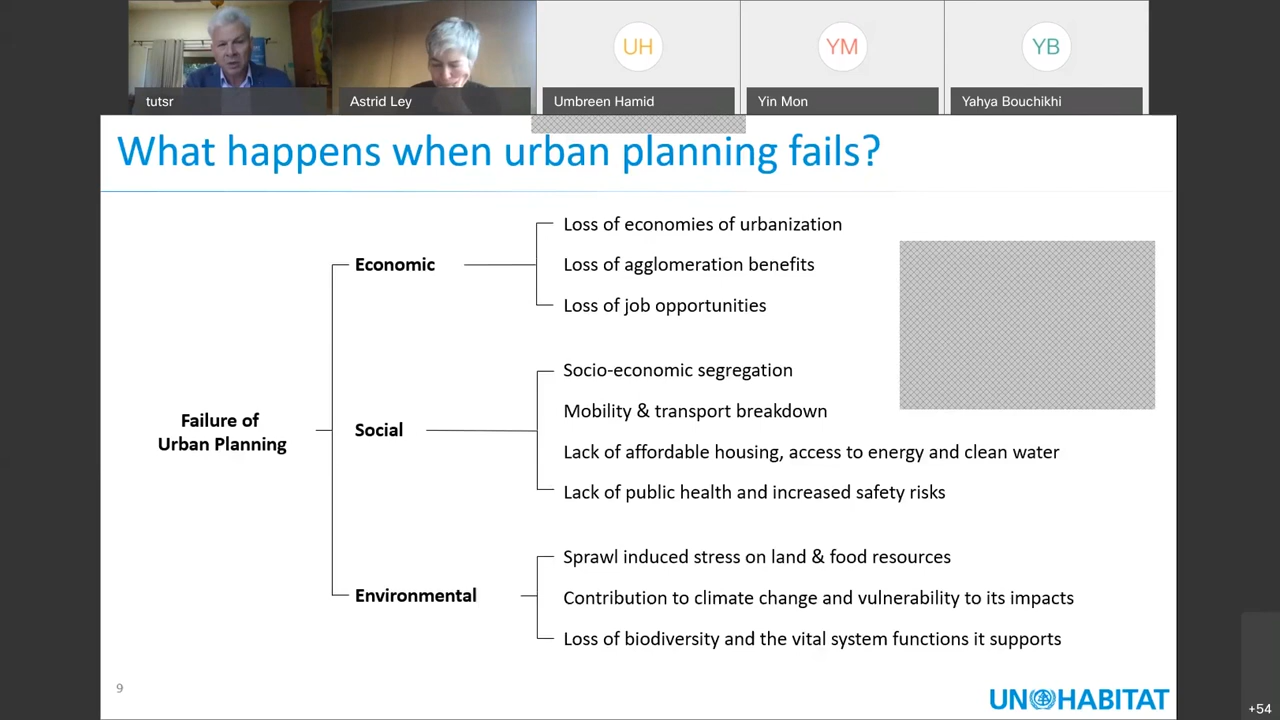 UH
YM
YB
tutsr
Astrid Ley
Umbreen Hamid
Yin Mon
Yahya Bouchikhi
What happens when urban planning fails?
Loss of economies of urbanization
Economic
Loss of agglomeration benefits
Loss of job opportunities
Socio-economic segregation
Mobility & transport breakdown
Failure of
Urban Planning
Social
Lack of affordable housing, access to energy and clean water
Lack of public health and increased safety risks
Sprawl induced stress on land & food resources
Environmental
Contribution to climate change and vulnerability to its impacts
Loss of biodiversity and the vital system functions it supports
9
UN HABITAT
+54